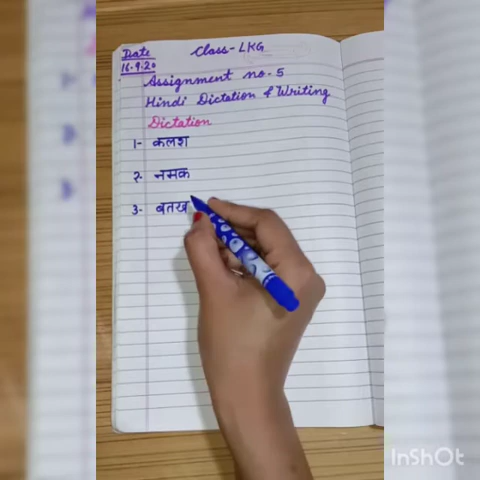 Date
16.9.20
Class - LKG
Assignment no. 5
Hindi Dictation & Writing
Dictation
1- कलश
2- नमक
3- बतख
InShOt